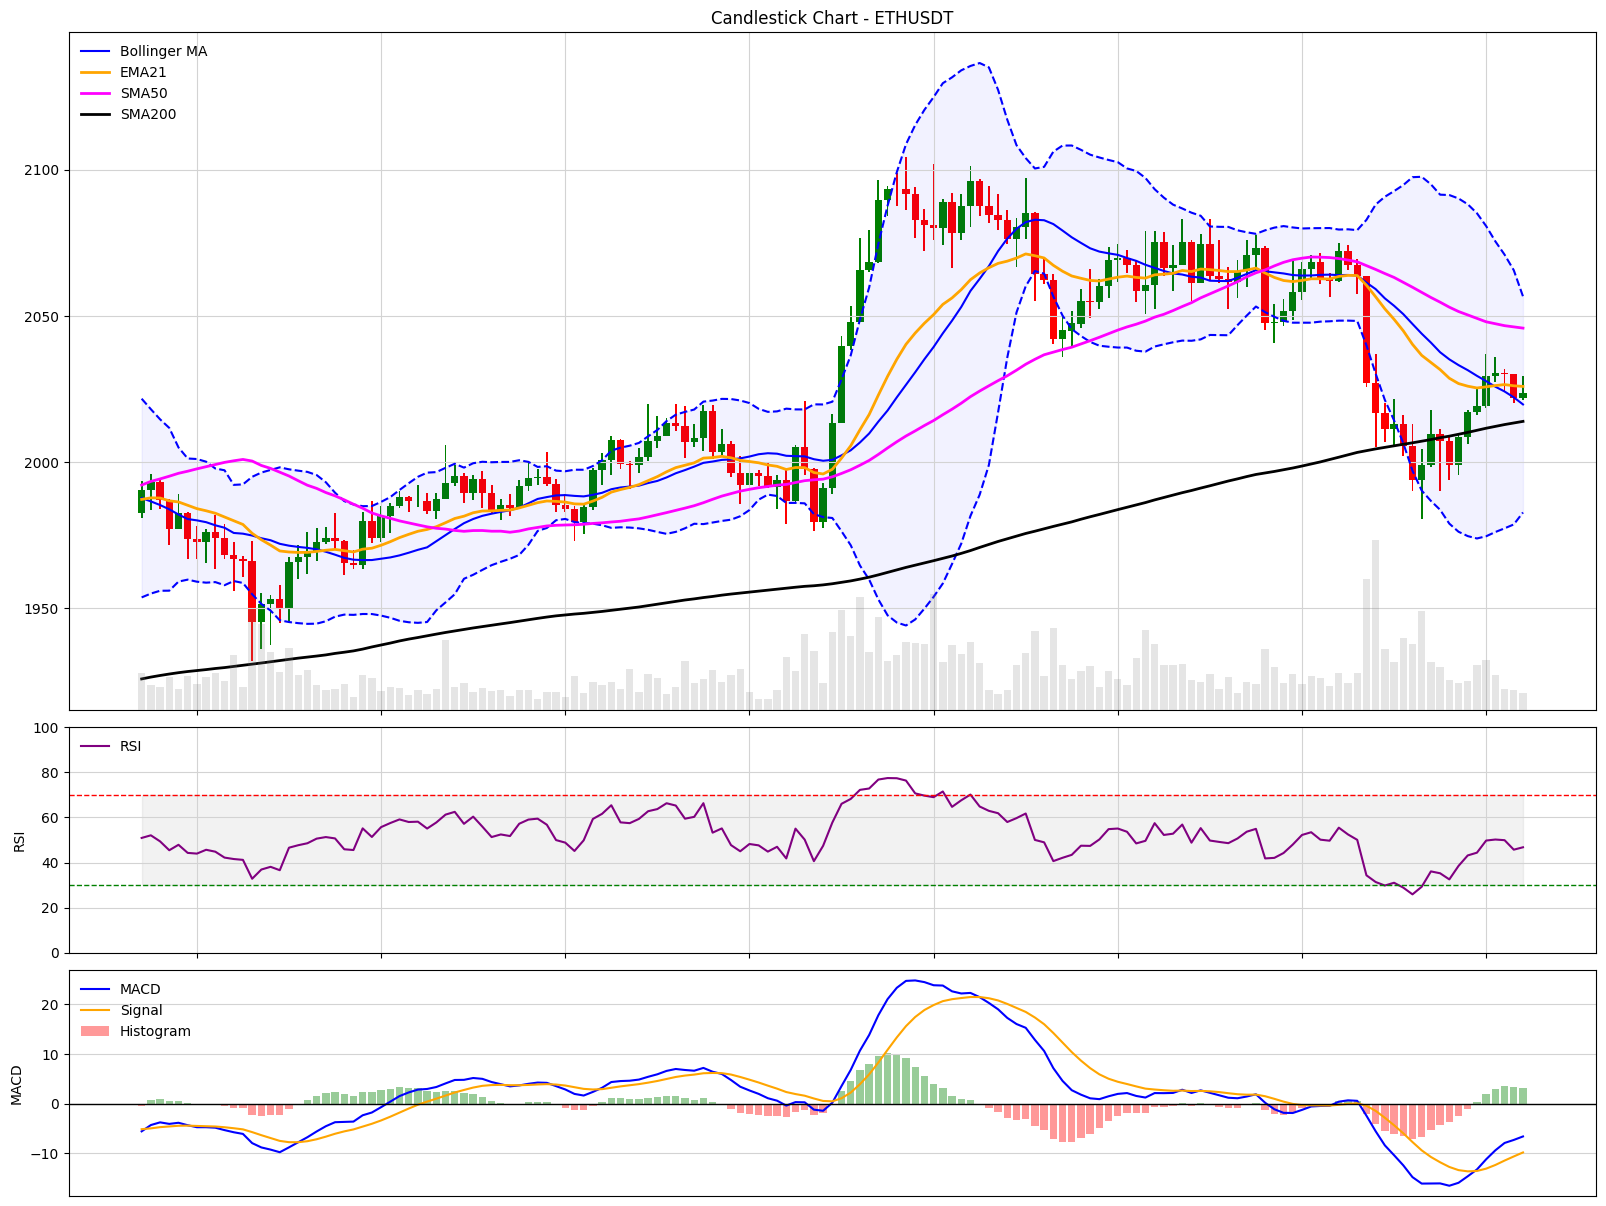 Candlestick Chart - ETHUSDT
Bollinger MA
EMA21
SMA50
SMA200
2100
2050
2000
1950
RSI
100
80
60
40
20
0
RSI
MACD
Signal
Histogram
20
10
0
−10
MACD